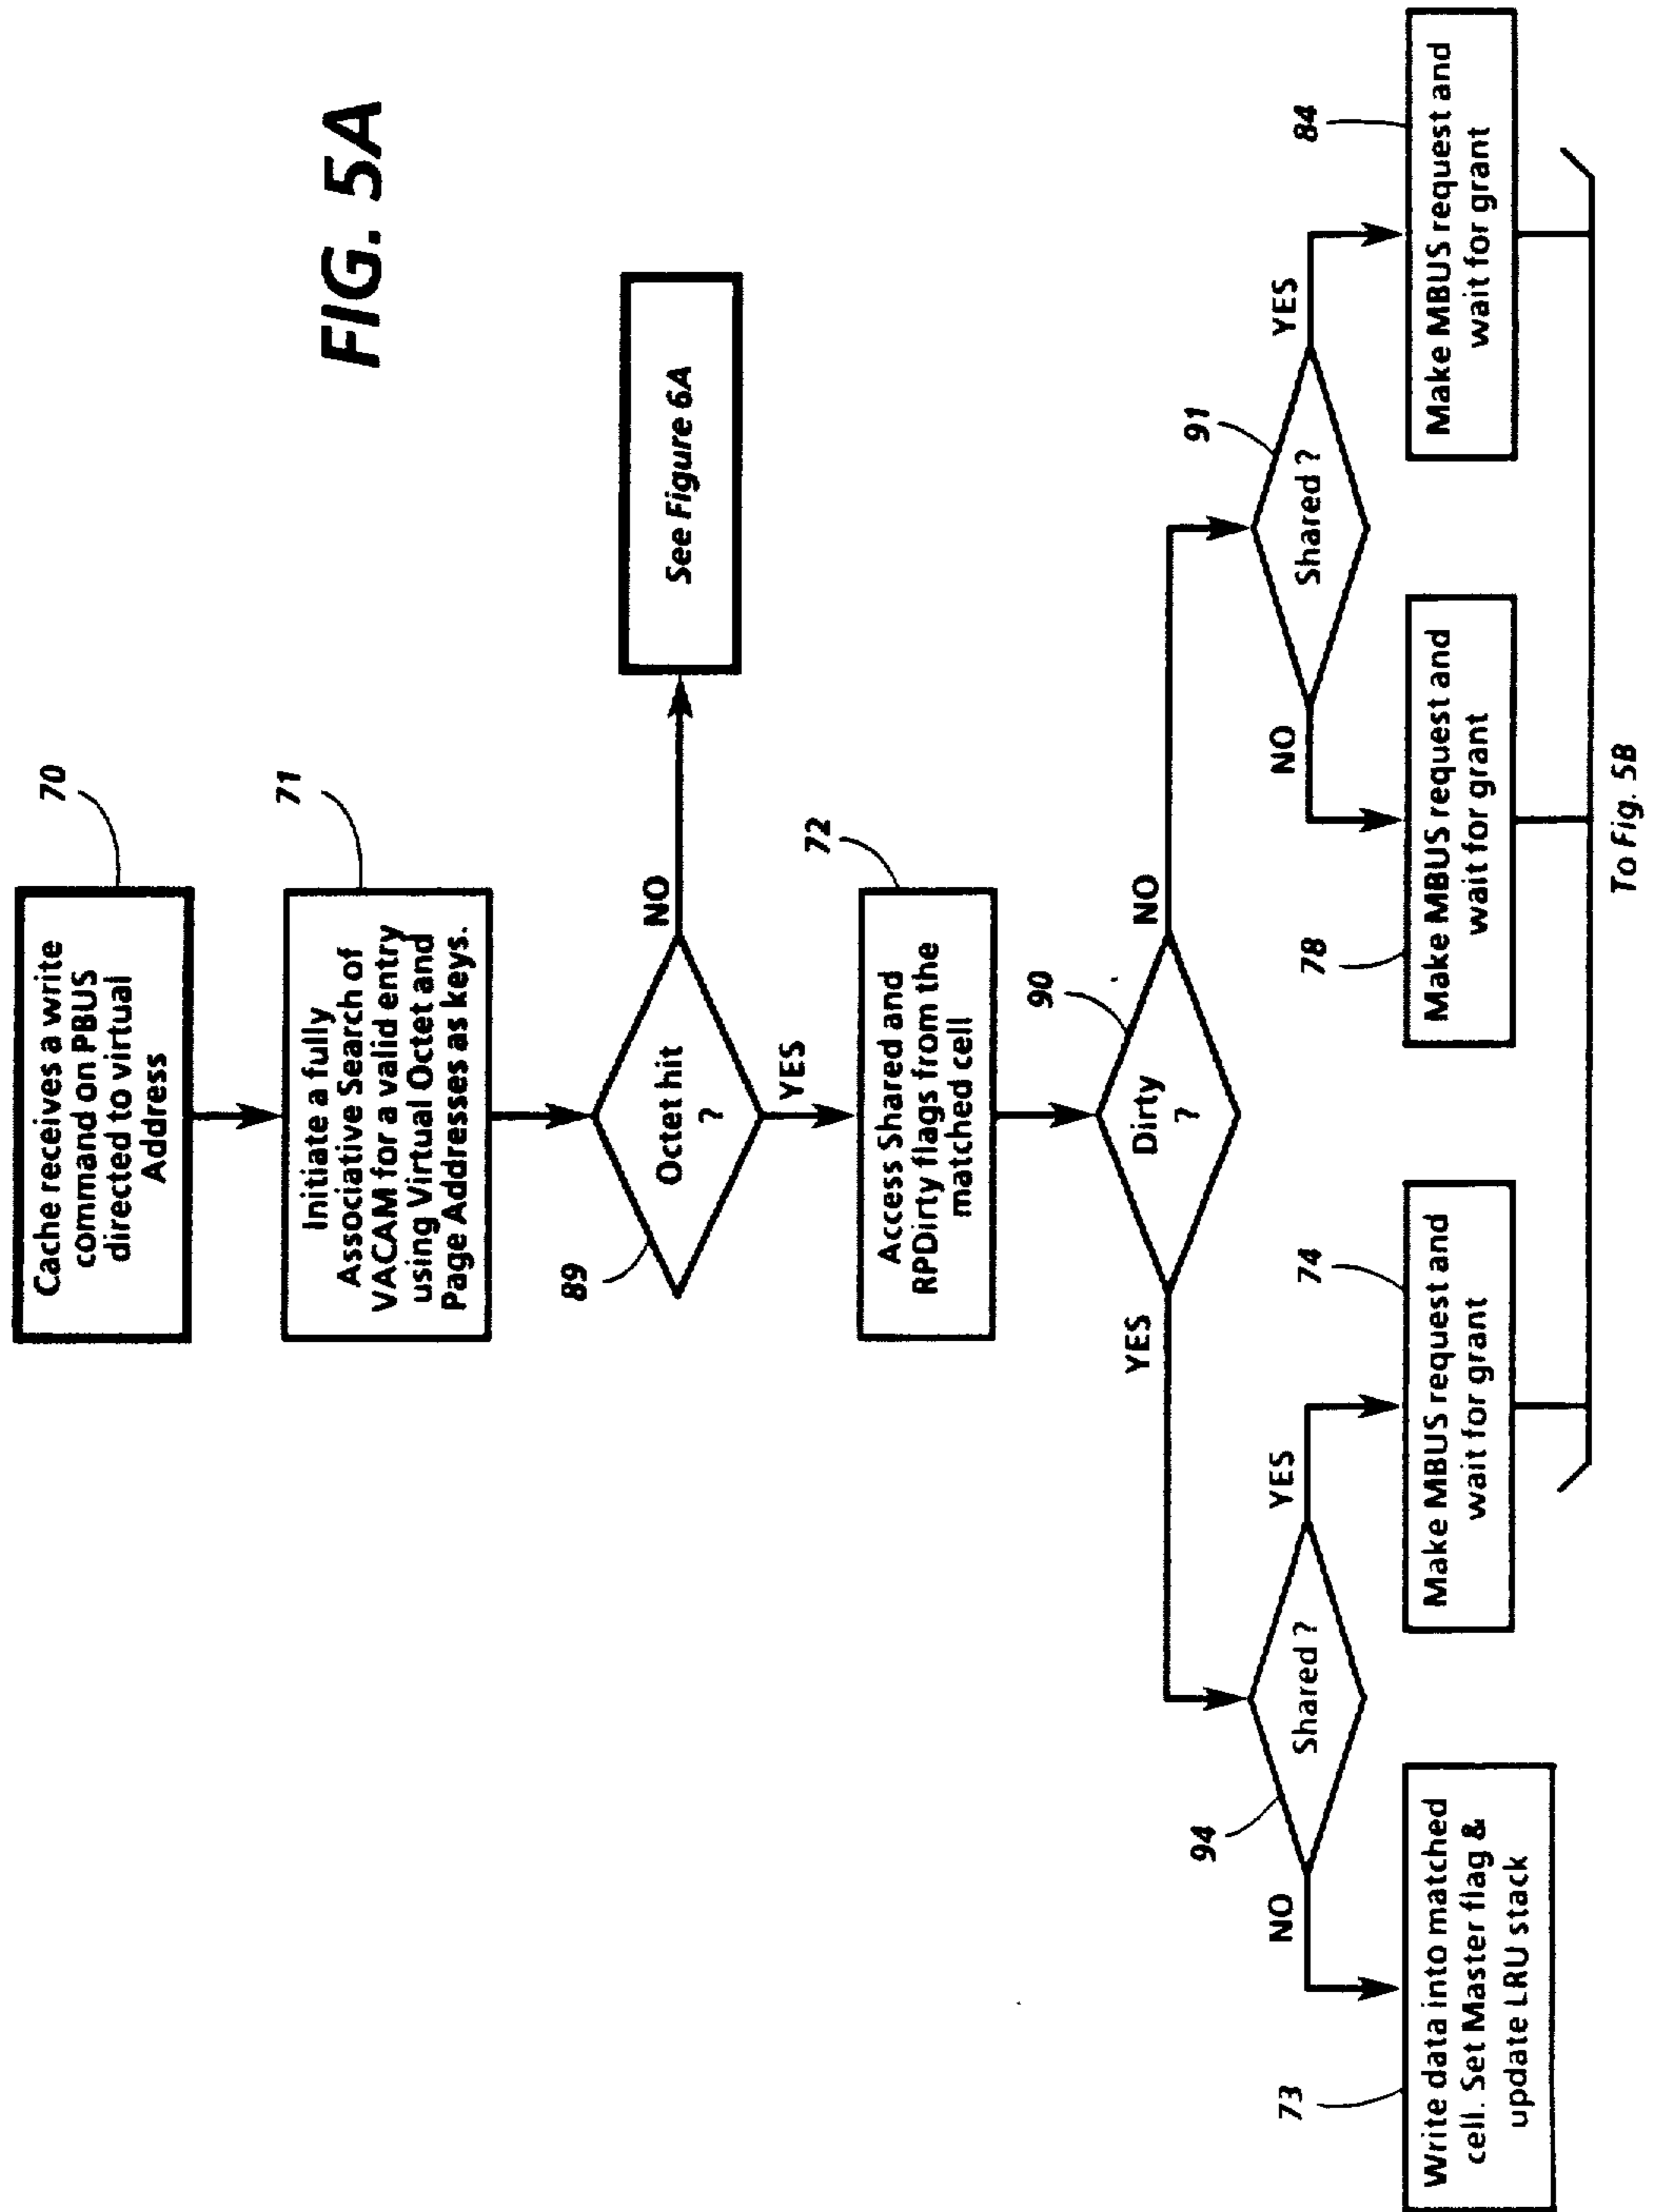 FIG. 5A
70
Cache receives a write
command on PBUS
directed to virtual
Address
71
Initiate a fully
Associative Search of
VACAM for a valid entry
using Virtual Octet and
Page Addresses as keys.
89
Octet hit
?
NO
See Figure 6A
YES
72
Access Shared and
RPDirty flags from the
matched cell
90
Dirty
?
YES
NO
94
Shared ?
NO
YES
91
Shared ?
NO
YES
73
Write data into matched
cell. Set Master flag &
update LRU stack
74
Make MBUS request and
wait for grant
78
Make MBUS request and
wait for grant
84
Make MBUS request and
wait for grant
To Fig. 5B